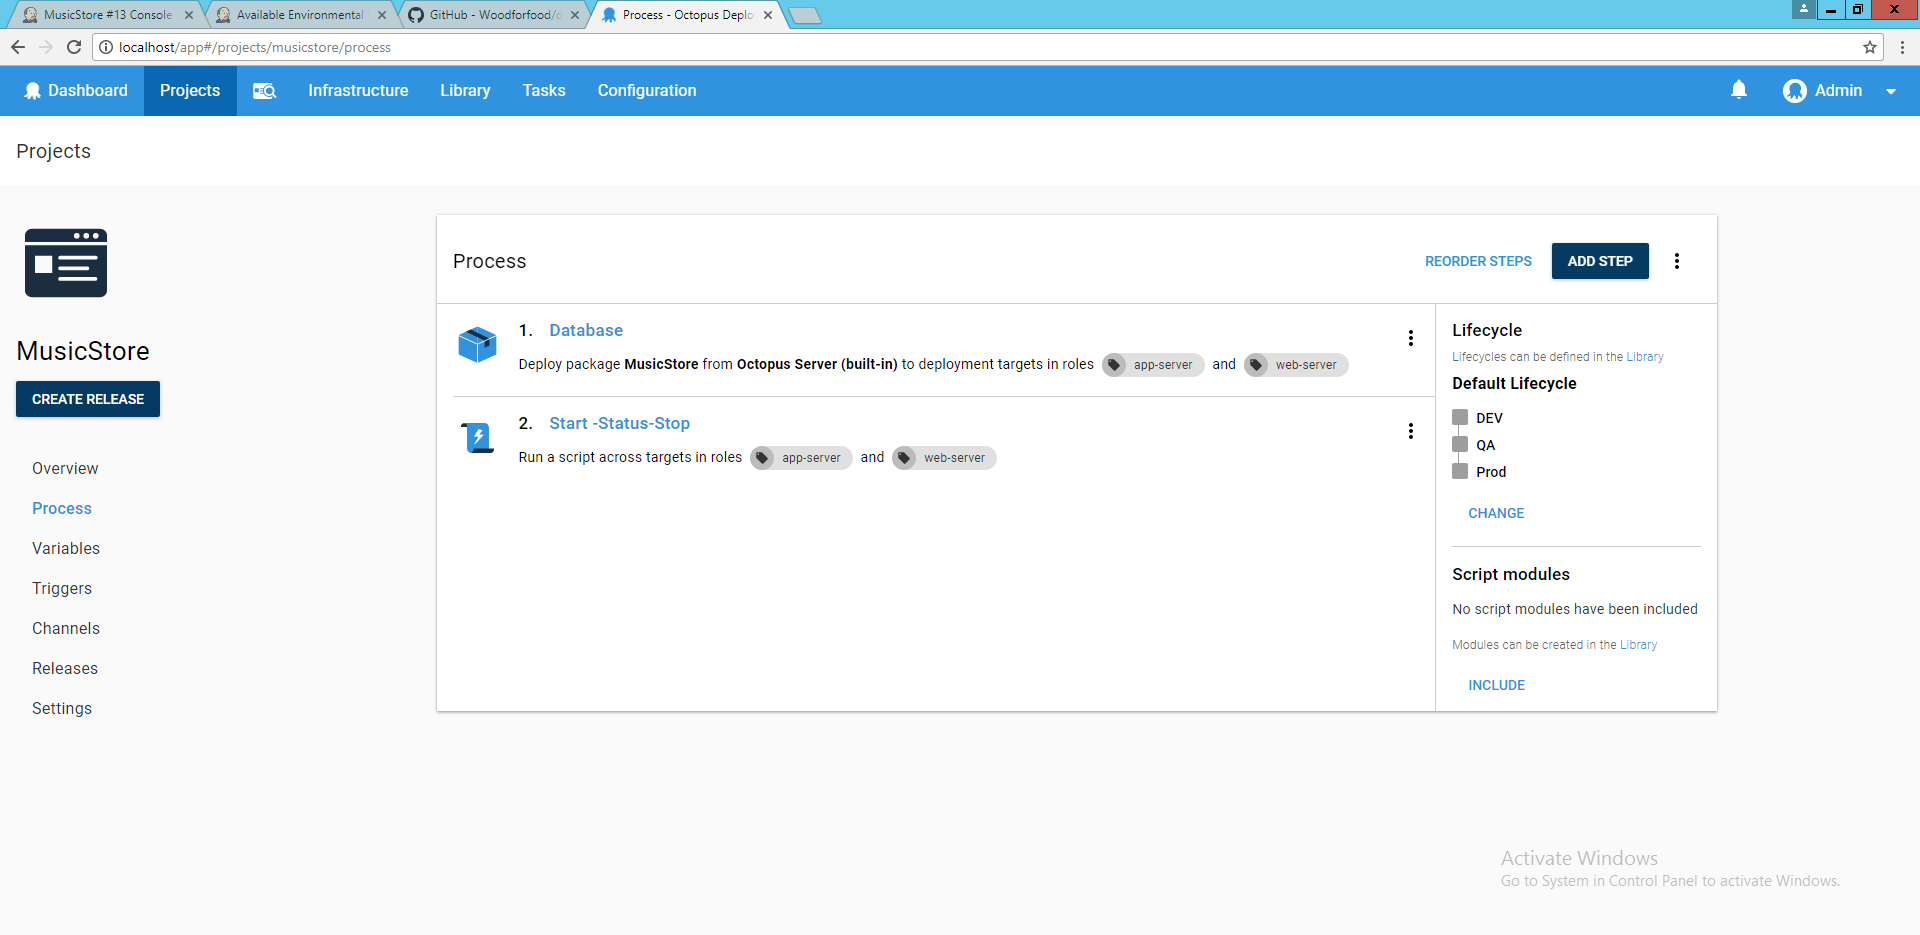 MusicStore #13 Console
Available Environmental
GitHub - Woodforfood/d
Process - Octopus Deplo
localhost/app#/projects/musicstore/process
Dashboard
Projects
Infrastructure
Library
Tasks
Configuration
Admin
Projects
MusicStore
CREATE RELEASE
Overview
Process
Variables
Triggers
Channels
Releases
Settings
Process
REORDER STEPS
ADD STEP
1. Database
Deploy package MusicStore from Octopus Server (built-in) to deployment targets in roles app-server and web-server
2. Start -Status-Stop
Run a script across targets in roles app-server and web-server
Lifecycle
Lifecycles can be defined in the Library
Default Lifecycle
DEV
QA
Prod
CHANGE
Script modules
No script modules have been included
Modules can be created in the Library
INCLUDE
Activate Windows
Go to System in Control Panel to activate Windows.